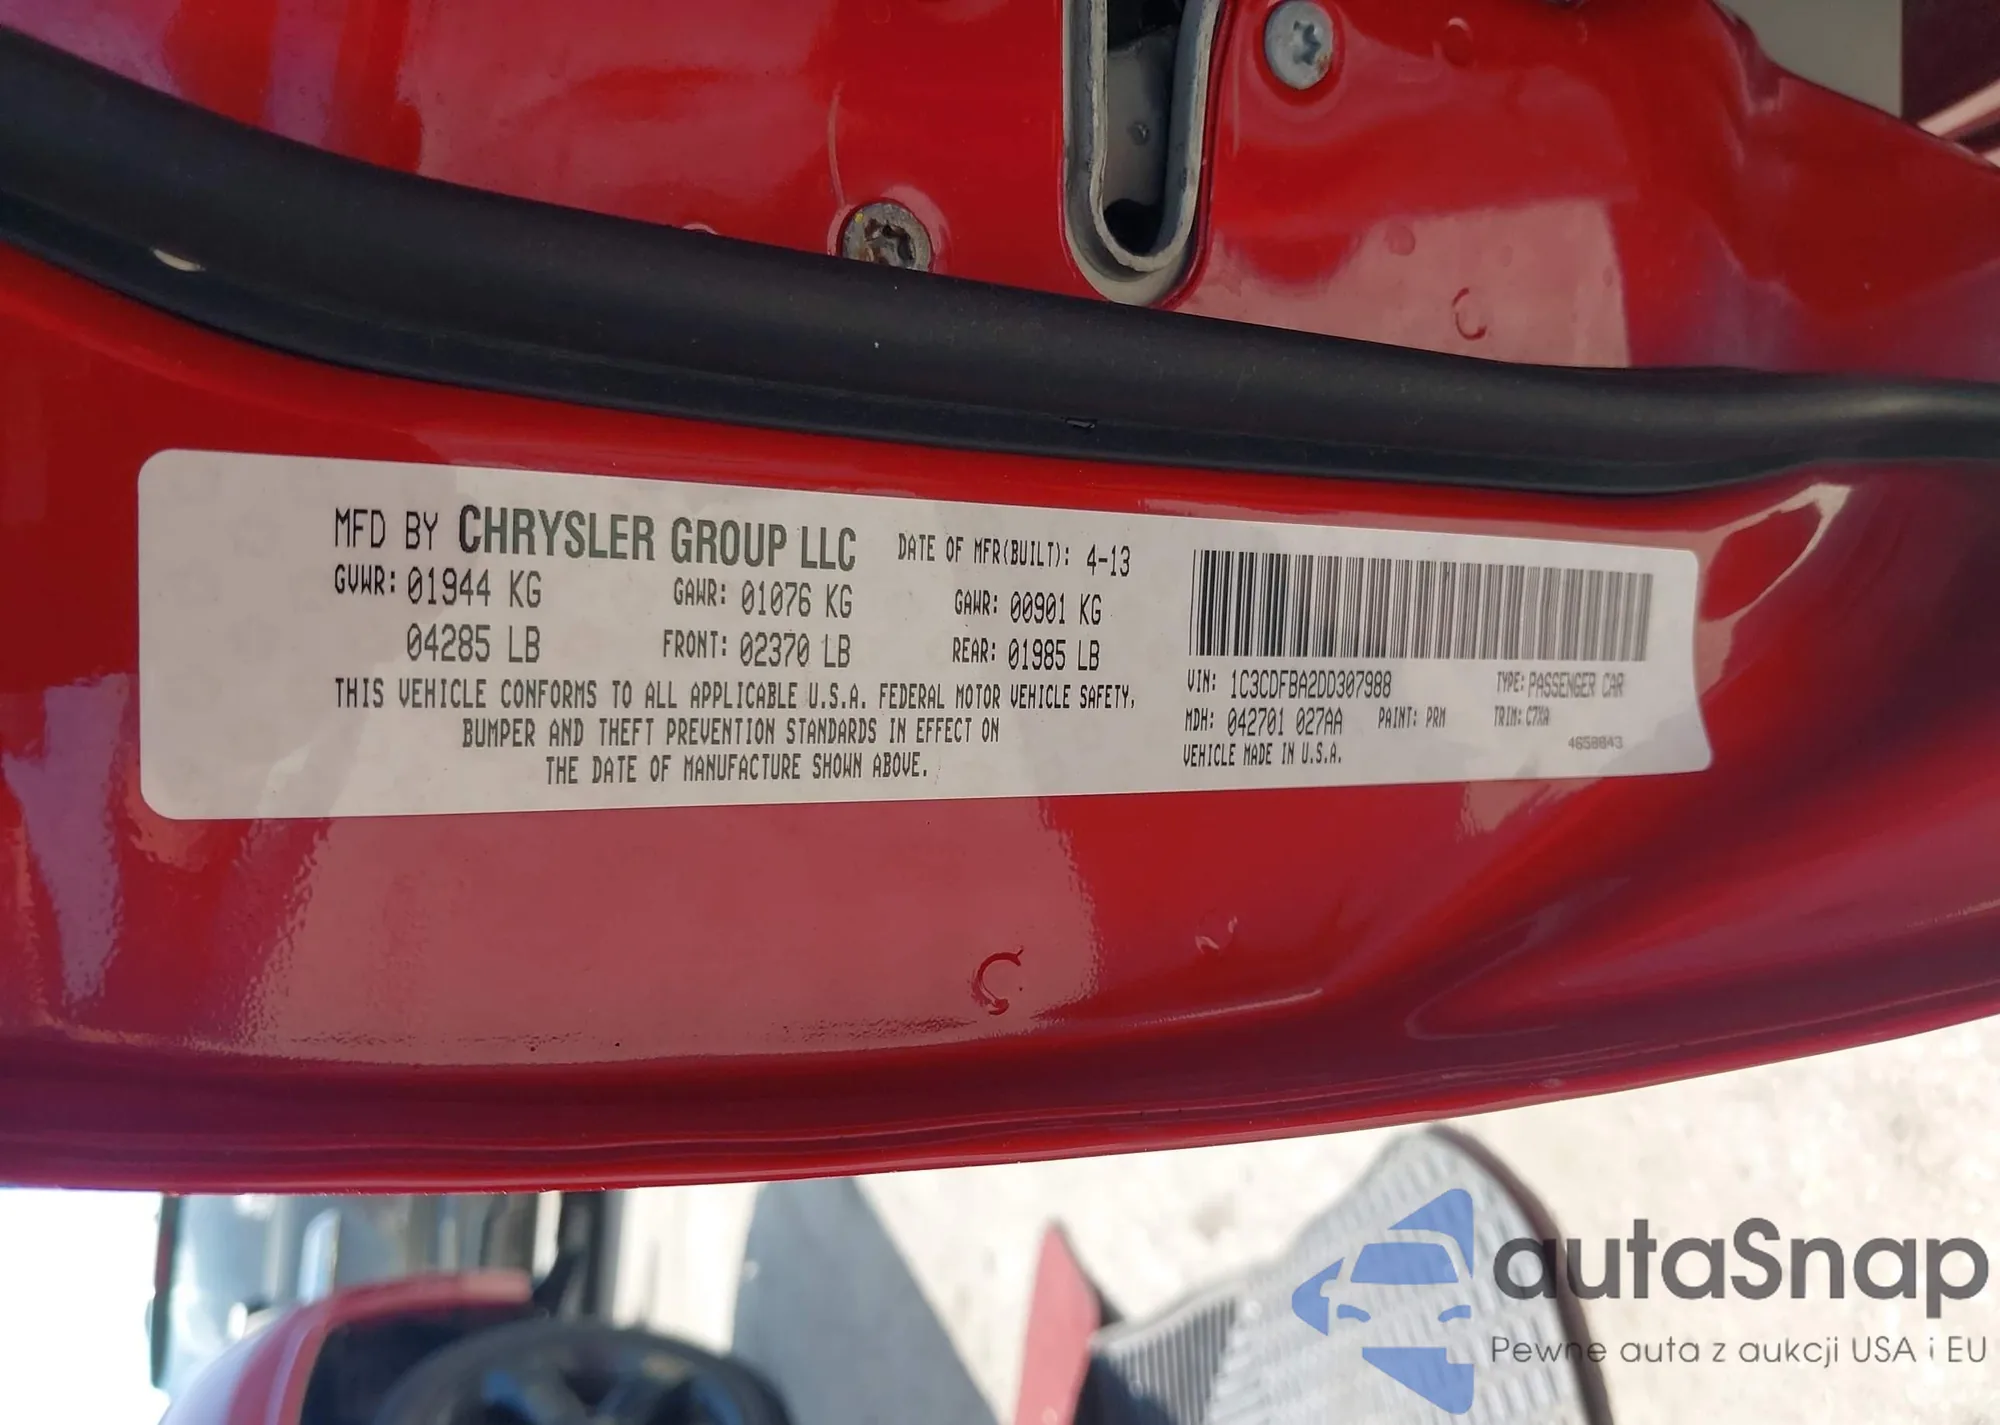 MFD BY CHRYSLER GROUP LLC DATE OF MFR(BUILT): 4-13
GVWR: 01944 KG GAWR: 01076 KG GAWR: 00901 KG
04285 LB FRONT: 02370 LB REAR: 01985 LB
THIS VEHICLE CONFORMS TO ALL APPLICABLE U.S.A. FEDERAL MOTOR VEHICLE SAFETY,
BUMPER AND THEFT PREVENTION STANDARDS IN EFFECT ON
THE DATE OF MANUFACTURE SHOWN ABOVE.
VIN: 1C3CDFBA2DD307988 TYPE: PASSENGER CAR
MDH: 042701 027AA PAINT: PRM TRIM: C7XA
VEHICLE MADE IN U.S.A.
4658843
autaSnap
Pewne auta z aukcji USA i EU